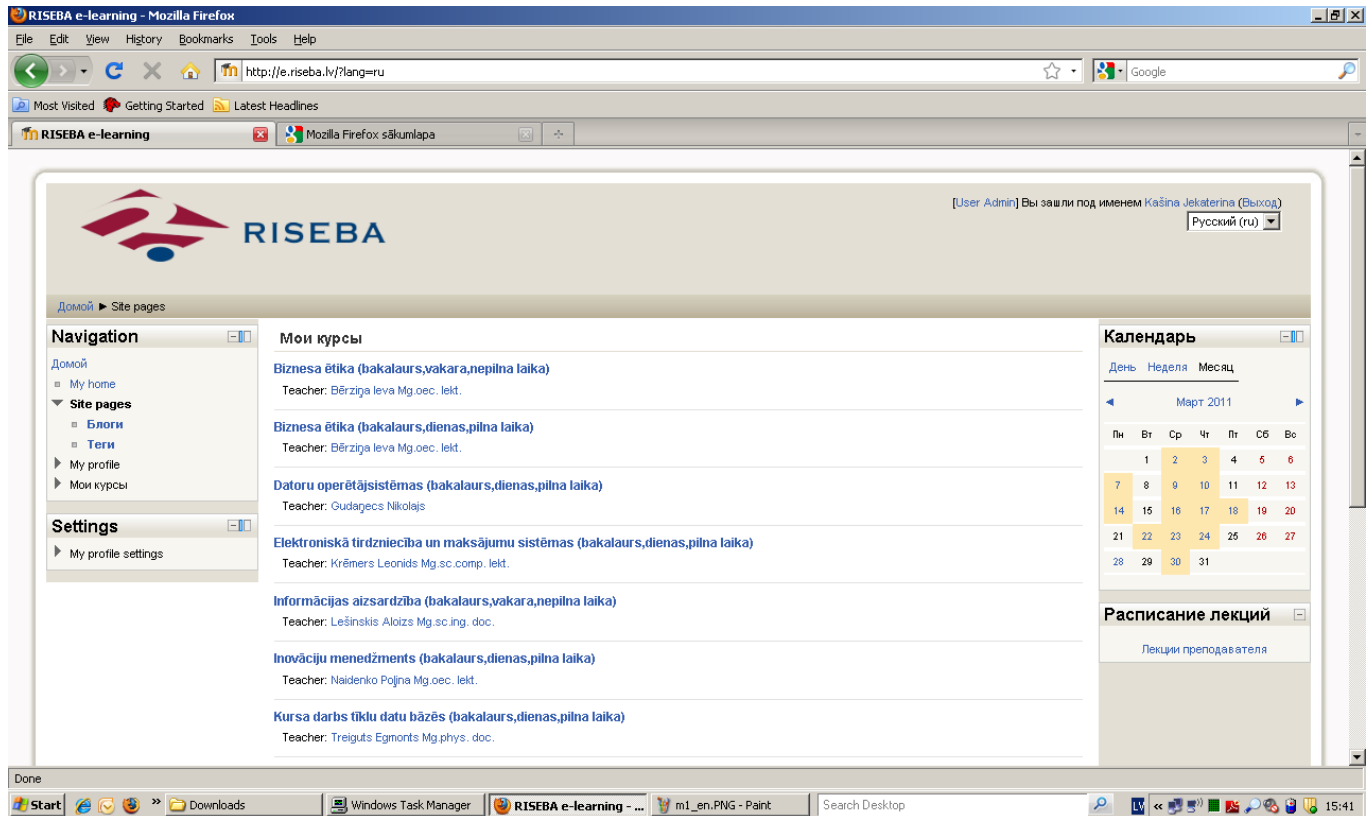 RISEBA e-learning - Mozilla Firefox
File Edit View History Bookmarks Tools Help
http://e.riseba.lv/?lang=ru
Google
Most Visited Getting Started Latest Headlines
RISEBA e-learning Mozilla Firefox sākumlapa
[User Admin] Вы зашли под именем Kašina Jekaterina (Выход)
Русский (ru)
RISEBA
Домой ► Site pages
Navigation
Домой
My home
Site pages
Блоги
Теги
My profile
Мои курсы
Settings
My profile settings
Мои курсы
Biznesa ētika (bakalaurs,vakara,nepilna laika)
Teacher: Bērziņa Ieva Mg.oec. lekt.
Biznesa ētika (bakalaurs,dienas,pilna laika)
Teacher: Bērziņa Ieva Mg.oec. lekt.
Datoru operētājsistēmas (bakalaurs,dienas,pilna laika)
Teacher: Gudaņecs Nikolajs
Elektroniskā tirdzniecība un maksājumu sistēmas (bakalaurs,dienas,pilna laika)
Teacher: Krēmers Leonids Mg.sc.comp. lekt.
Informācijas aizsardzība (bakalaurs,vakara,nepilna laika)
Teacher: Lešinskis Aloizs Mg.sc.ing. doc.
Inovāciju menedžments (bakalaurs,dienas,pilna laika)
Teacher: Naidenko Poļina Mg.oec. lekt.
Kursa darbs tīklu datu bāzēs (bakalaurs,dienas,pilna laika)
Teacher: Treiguts Egmonts Mg.phys. doc.
Календарь
День Неделя Месяц
◄ Март 2011 ►
Пн Вт Ср Чт Пт Сб Вс
1 2 3 4 5 6
7 8 9 10 11 12 13
14 15 16 17 18 19 20
21 22 23 24 25 26 27
28 29 30 31
Расписание лекций
Лекции преподавателя
Done
Start » Downloads Windows Task Manager RISEBA e-learning - ... m1_en.PNG - Paint Search Desktop LV « 15:41